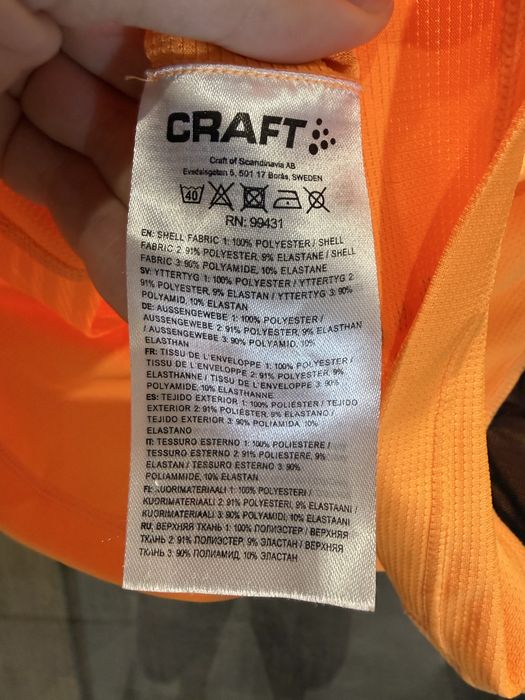 CRAFT
Craft of Scandinavia AB
Evedalsgatan 5, 501 17 Borås, SWEDEN
40
RN: 99431
EN: SHELL FABRIC 1: 100% POLYESTER / SHELL
FABRIC 2: 91% POLYESTER, 9% ELASTANE / SHELL
FABRIC 3: 90% POLYAMIDE, 10% ELASTANE
SV: YTTERTYG 1: 100% POLYESTER / YTTERTYG 2:
91% POLYESTER, 9% ELASTAN / YTTERTYG 3: 90%
POLYAMID, 10% ELASTAN
DE: AUSSENGEWEBE 1: 100% POLYESTER /
AUSSENGEWEBE 2: 91% POLYESTER, 9% ELASTHAN
/ AUSSENGEWEBE 3: 90% POLYAMID, 10%
ELASTHAN
FR: TISSU DE L'ENVELOPPE 1: 100% POLYESTER /
TISSU DE L'ENVELOPPE 2: 91% POLYESTER, 9%
ELASTHANNE / TISSU DE L'ENVELOPPE 3: 90%
POLYAMIDE, 10% ELASTHANNE
ES: TEJIDO EXTERIOR 1: 100% POLIÉSTER / TEJIDO
EXTERIOR 2: 91% POLIÉSTER, 9% ELASTANO /
TEJIDO EXTERIOR 3: 90% POLIAMIDA, 10%
ELASTANO
IT: TESSURO ESTERNO 1: 100% POLIESTERE /
TESSURO ESTERNO 2: 91% POLIESTERE, 9%
ELASTAN / TESSURO ESTERNO 3: 90%
POLIAMMIDE, 10% ELASTAN
FI: KUORIMATERIAALI 1: 100% POLYESTERI /
KUORIMATERIAALI 2: 91% POLYESTERI, 9% ELASTAANI /
KUORIMATERIAALI 3: 90% POLYAMIDI, 10% ELASTAANI
RU: ВЕРХНЯЯ ТКАНЬ 1: 100% ПОЛИЭСТЕР / ВЕРХНЯЯ
ТКАНЬ 2: 91% ПОЛИЭСТЕР, 9% ЭЛАСТАН / ВЕРХНЯЯ
ТКАНЬ 3: 90% ПОЛИАМИД, 10% ЭЛАСТАН